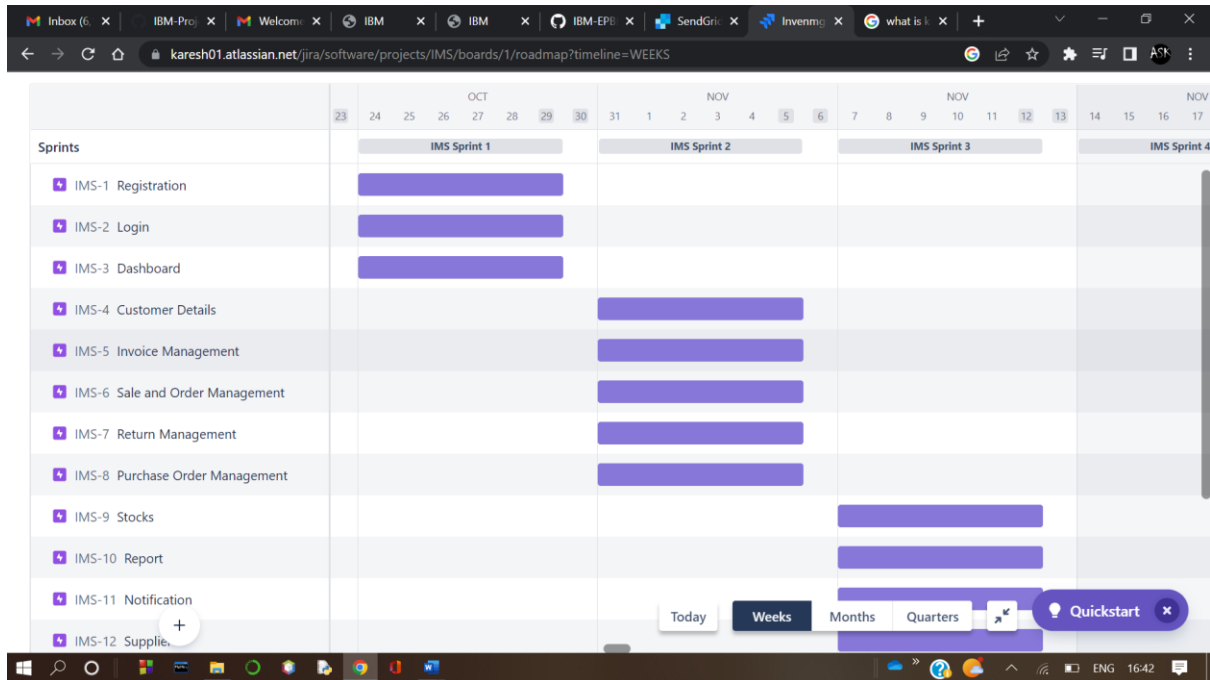 Inbox (6, IBM-Proj Welcome IBM IBM IBM-EPB SendGric Invenmg what is k
karesh01.atlassian.net/jira/software/projects/IMS/boards/1/roadmap?timeline=WEEKS ASK
OCT NOV NOV NOV
23 24 25 26 27 28 29 30 31 1 2 3 4 5 6 7 8 9 10 11 12 13 14 15 16 17
Sprints IMS Sprint 1 IMS Sprint 2 IMS Sprint 3 IMS Sprint 4
IMS-1 Registration
IMS-2 Login
IMS-3 Dashboard
IMS-4 Customer Details
IMS-5 Invoice Management
IMS-6 Sale and Order Management
IMS-7 Return Management
IMS-8 Purchase Order Management
IMS-9 Stocks
IMS-10 Report
IMS-11 Notification
Today Weeks Months Quarters Quickstart
IMS-12 Supplie
ENG 16:42